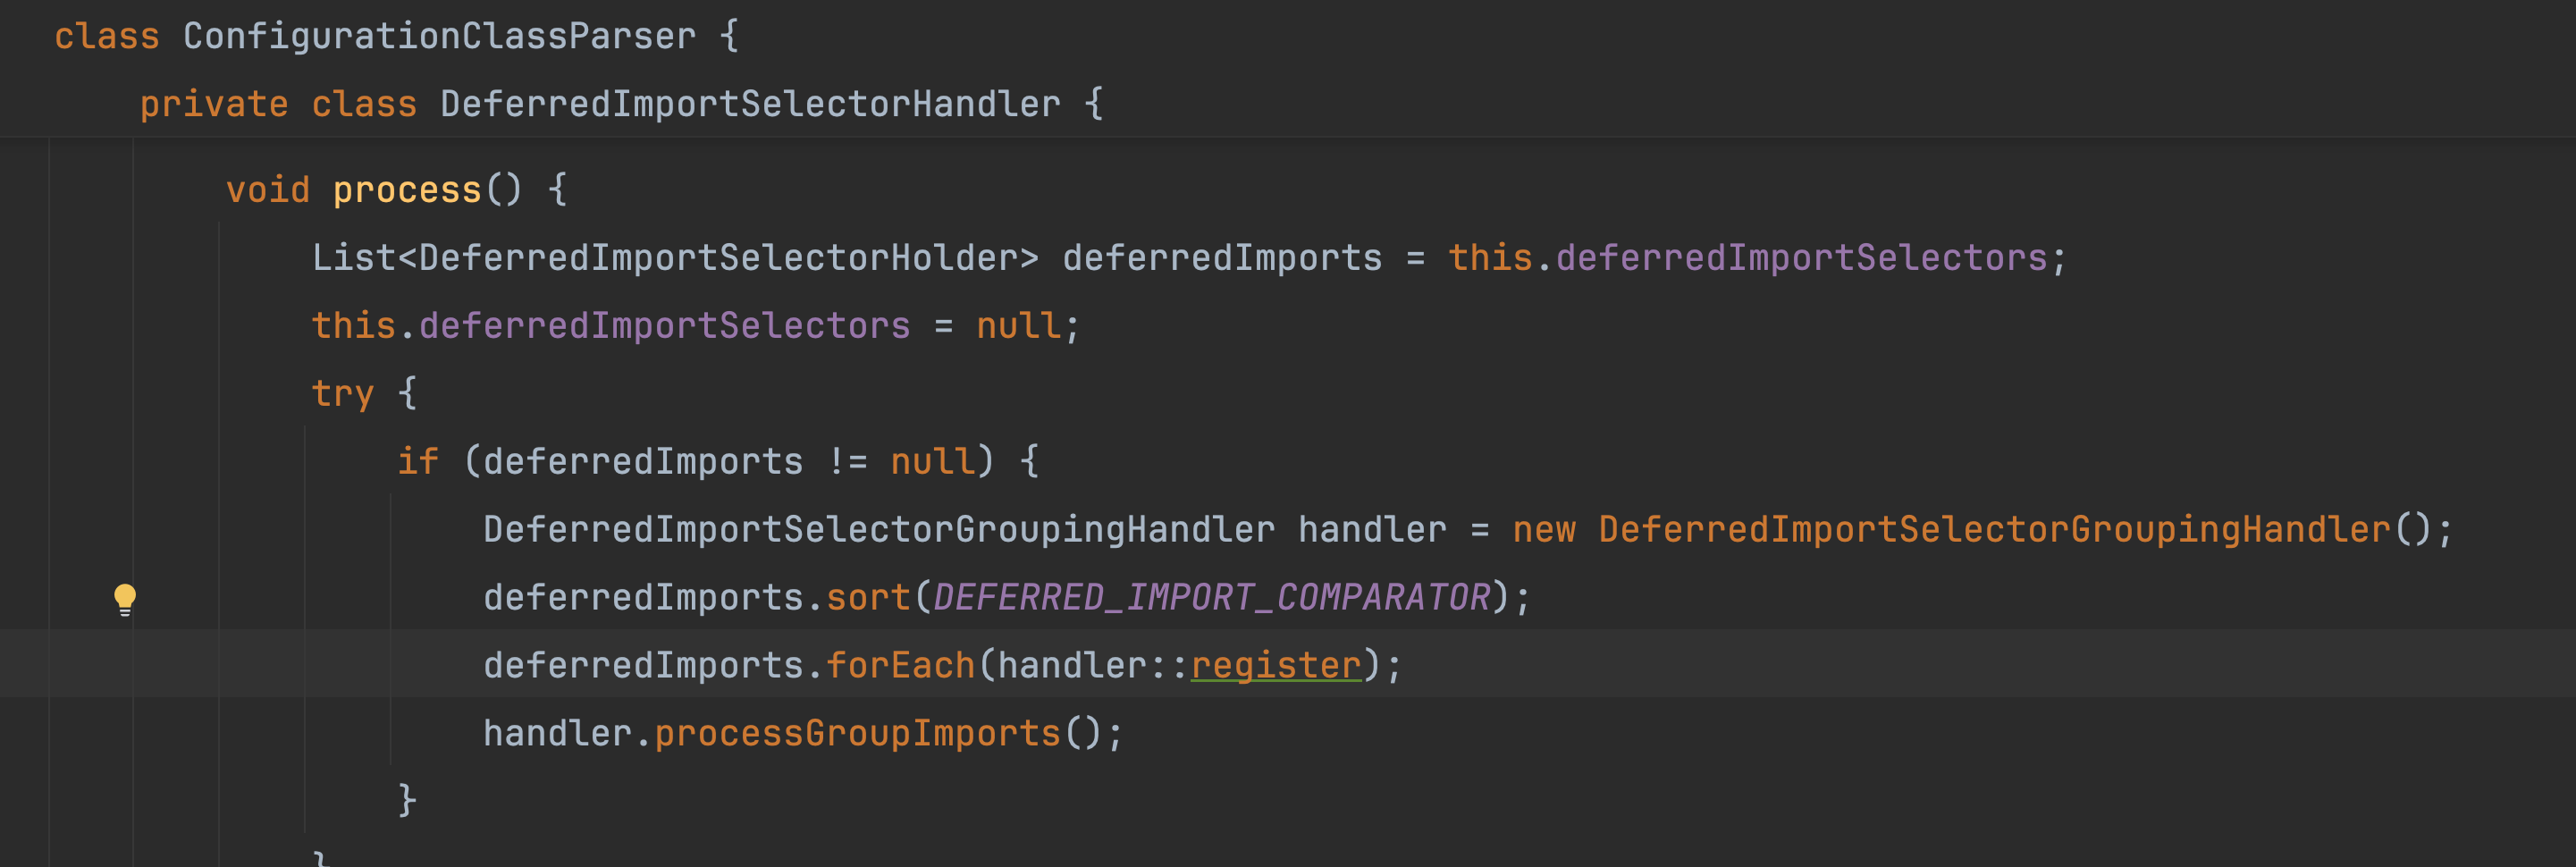 class ConfigurationClassParser {
private class DeferredImportSelectorHandler {
void process() {
List<DeferredImportSelectorHolder> deferredImports = this.deferredImportSelectors;
this.deferredImportSelectors = null;
try {
if (deferredImports != null) {
DeferredImportSelectorGroupingHandler handler = new DeferredImportSelectorGroupingHandler();
deferredImports.sort(DEFERRED_IMPORT_COMPARATOR);
deferredImports.forEach(handler::register);
handler.processGroupImports();
}
}